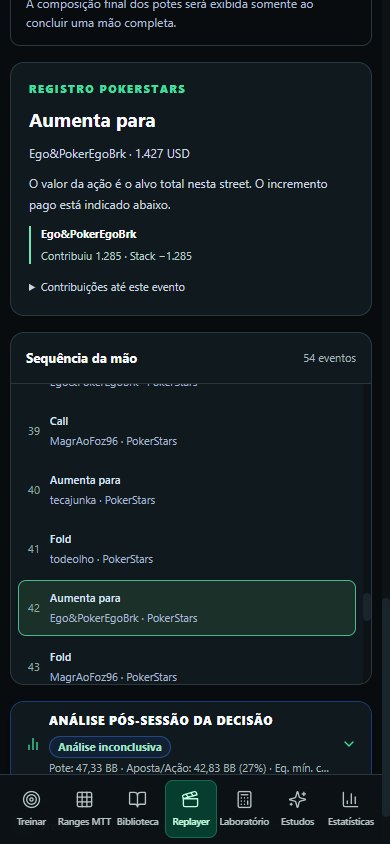 A composição final dos potes será exibida somente ao
concluir uma mão completa.
REGISTRO POKERSTARS
Aumenta para
Ego&PokerEgoBrk · 1.427 USD
O valor da ação é o alvo total nesta street. O incremento
pago está indicado abaixo.
Ego&PokerEgoBrk
Contribuiu 1.285 · Stack −1.285
▶ Contribuições até este evento
Sequência da mão 54 eventos
Ego&PokerEgoBrk · PokerStars
39 Call
MagrAoFoz96 · PokerStars
40 Aumenta para
tecajunka · PokerStars
41 Fold
todeolho · PokerStars
42 Aumenta para
Ego&PokerEgoBrk · PokerStars
43 Fold
MagrAoFoz96 · PokerStars
ANÁLISE PÓS-SESSÃO DA DECISÃO
Análise inconclusiva
Pote: 47,33 BB · Aposta/Ação: 42,83 BB (27%) · Eq. mín. c...
Treinar Ranges MTT Biblioteca Replayer Laboratório Estudos Estatísticas